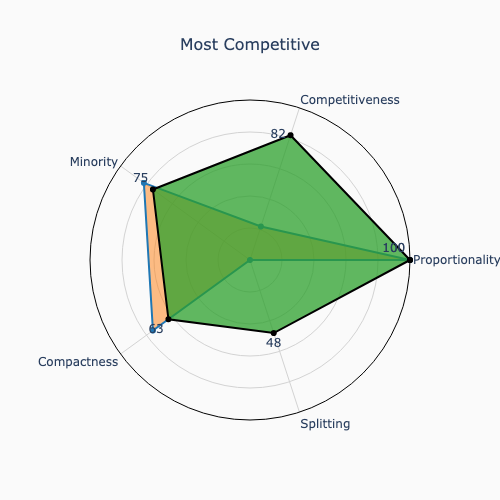 Most Competitive
Competitiveness
82
Minority
75
100
Proportionality
63
48
Compactness
Splitting